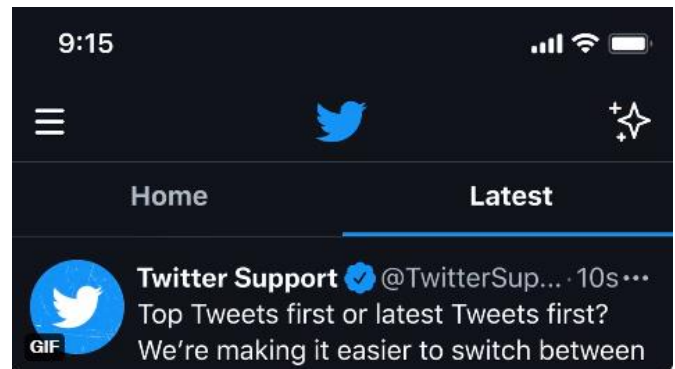 9:15
Home Latest
Twitter Support @TwitterSup... · 10s
Top Tweets first or latest Tweets first?
GIF
We're making it easier to switch between